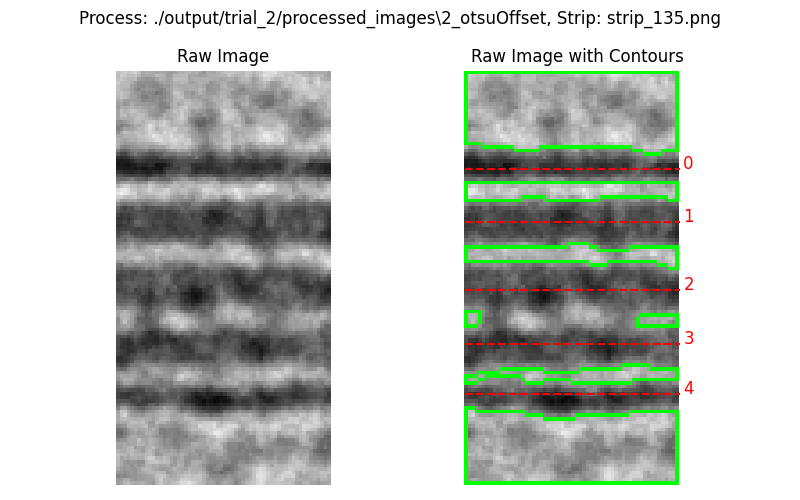 Process: ./output/trial_2/processed_images\2_otsuOffset, Strip: strip_135.png
Raw Image
Raw Image with Contours
0
1
2
3
4